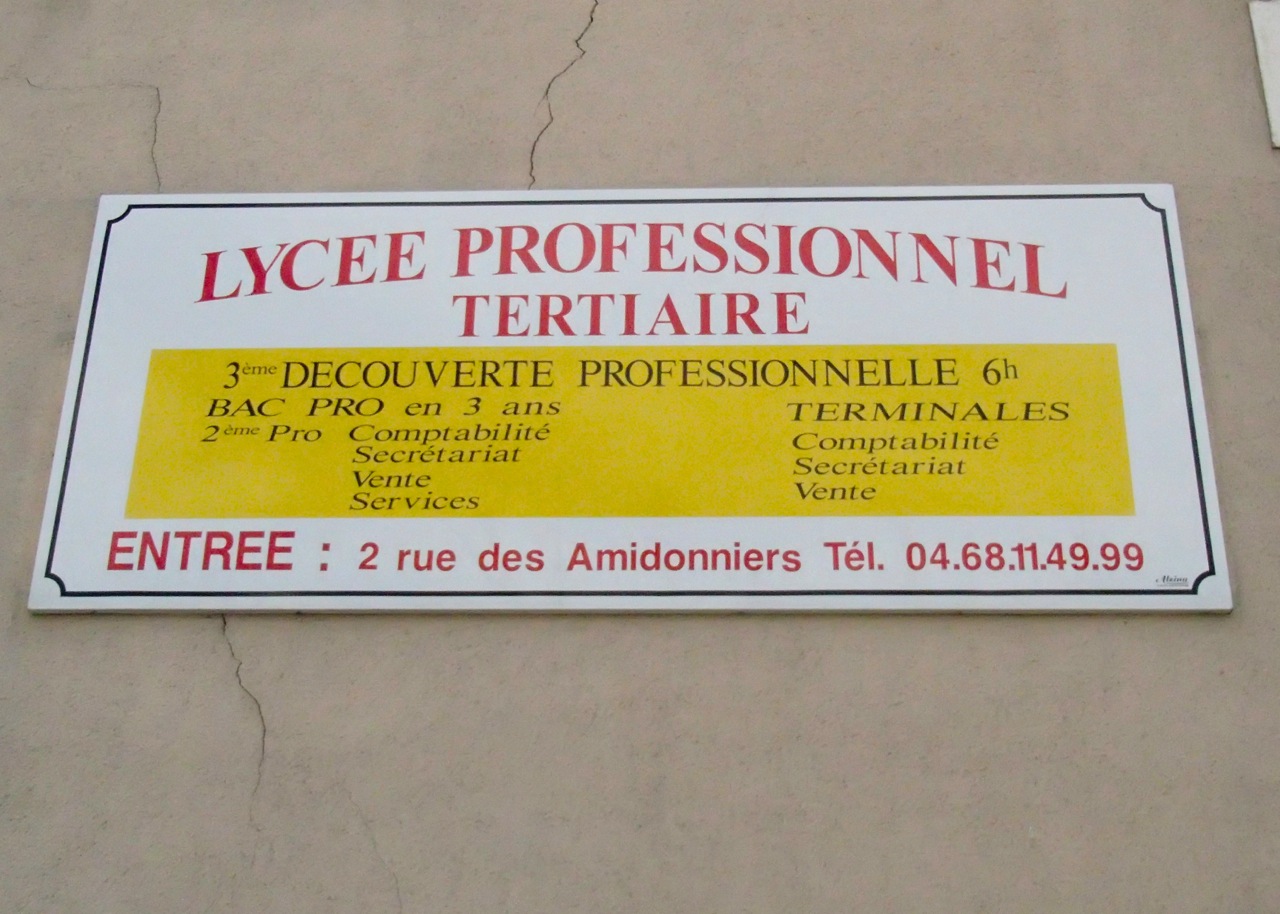 LYCEE PROFESSIONNEL
TERTIAIRE
3ème DECOUVERTE PROFESSIONNELLE 6h
BAC PRO en 3 ans
2ème Pro Comptabilité
Secrétariat
Vente
Services
TERMINALES
Comptabilité
Secrétariat
Vente
ENTREE : 2 rue des Amidonniers Tél. 04.68.11.49.99